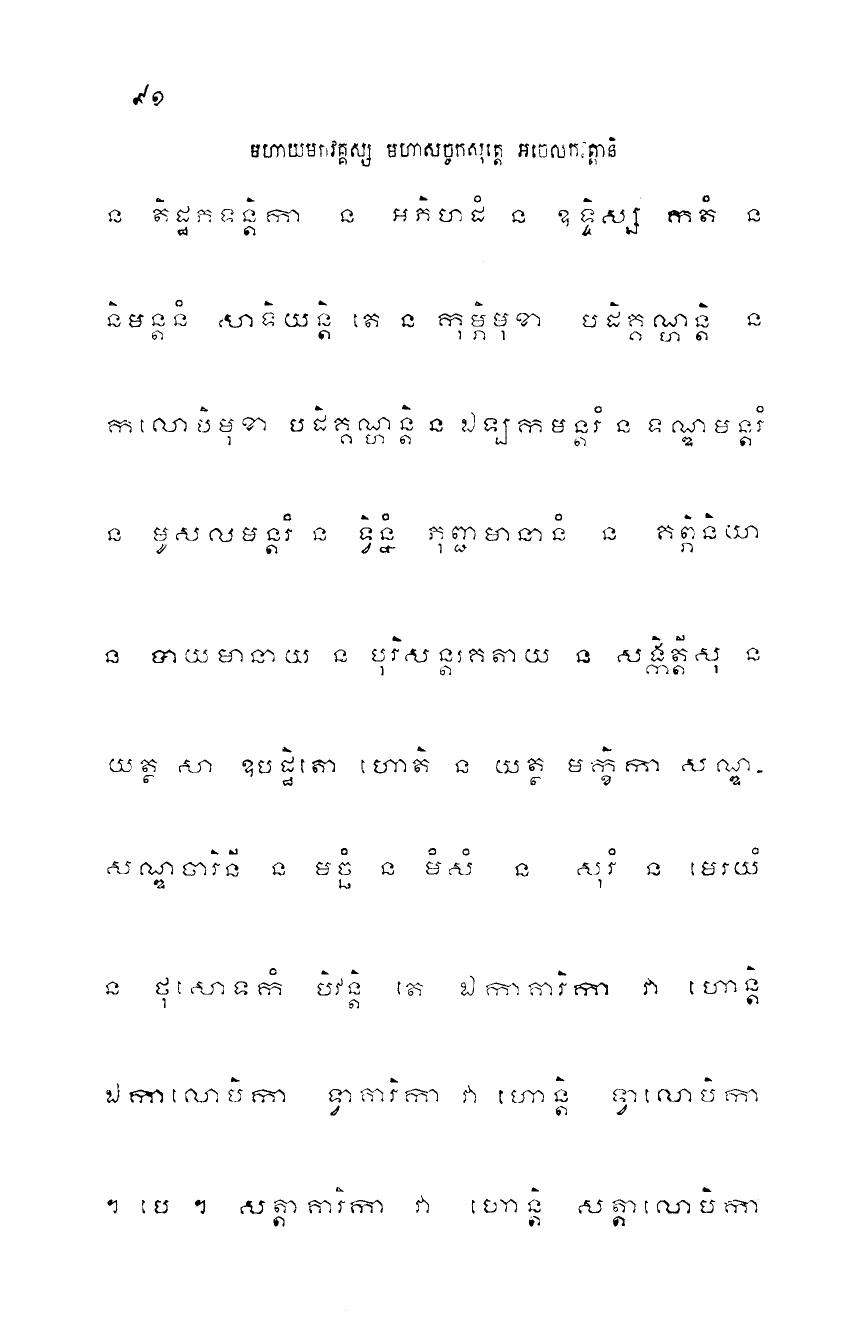 ៩១
មហាយមកវគ្គស្ស មហាសច្ចកសុត្តេ អចេលកវត្តានិ
ន តិដ្ឋភទន្តិកា ន អភិហដំ ន ឧទ្ទិស្ស កតំ ន
និមន្តនំ សាទិយន្តិ តេ ន កុម្ភិមុខា បដិគ្គណ្ហន្តិ ន
កលោបិមុខា បដិគ្គណ្ហន្តិ ន ឯឡកមន្តរំ ន ទណ្ឌមន្តរំ
ន មូសលមន្តរំ ន ទ្វិន្នំ ភុញ្ជមានានំ ន គព្ភិនិយា
ន បាយមានាយ ន បុរិសន្តរគតាយ ន សង្កិត្តីសុ ន
យត្ថ សា ឧបដ្ឋិតោ ហោតិ ន យត្ថ មក្ខិកា សណ្ឌ-
សណ្ឌចារិនី ន មច្ឆំ ន មំសំ ន សុរំ ន មេរយំ
ន ថុសោទកំ បិវន្តិ តេ ឯកាគារិកា វា ហោន្តិ
ឯកាលោបិកា ទ្វាគារិកា វា ហោន្តិ ទ្វាលោបិកា
ៗ បេ ៗ សត្តាគារិកា វា ហោន្តិ សត្តាលោបិកា